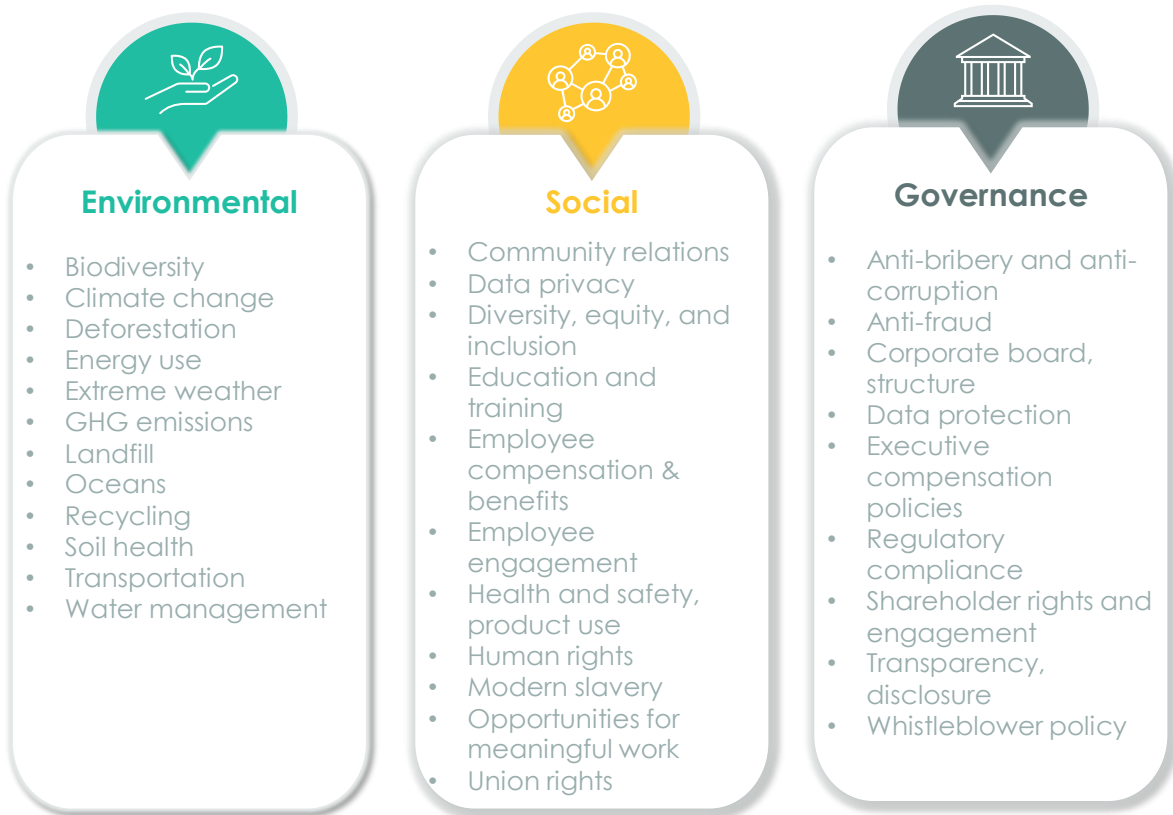 Environmental
• Biodiversity
• Climate change
• Deforestation
• Energy use
• Extreme weather
• GHG emissions
• Landfill
• Oceans
• Recycling
• Soil health
• Transportation
• Water management
Social
• Community relations
• Data privacy
• Diversity, equity, and
inclusion
• Education and
training
• Employee
compensation &
benefits
• Employee
engagement
• Health and safety,
product use
• Human rights
• Modern slavery
• Opportunities for
meaningful work
• Union rights
Governance
• Anti-bribery and anti-
corruption
• Anti-fraud
• Corporate board,
structure
• Data protection
• Executive
compensation
policies
• Regulatory
compliance
• Shareholder rights and
engagement
• Transparency,
disclosure
• Whistleblower policy